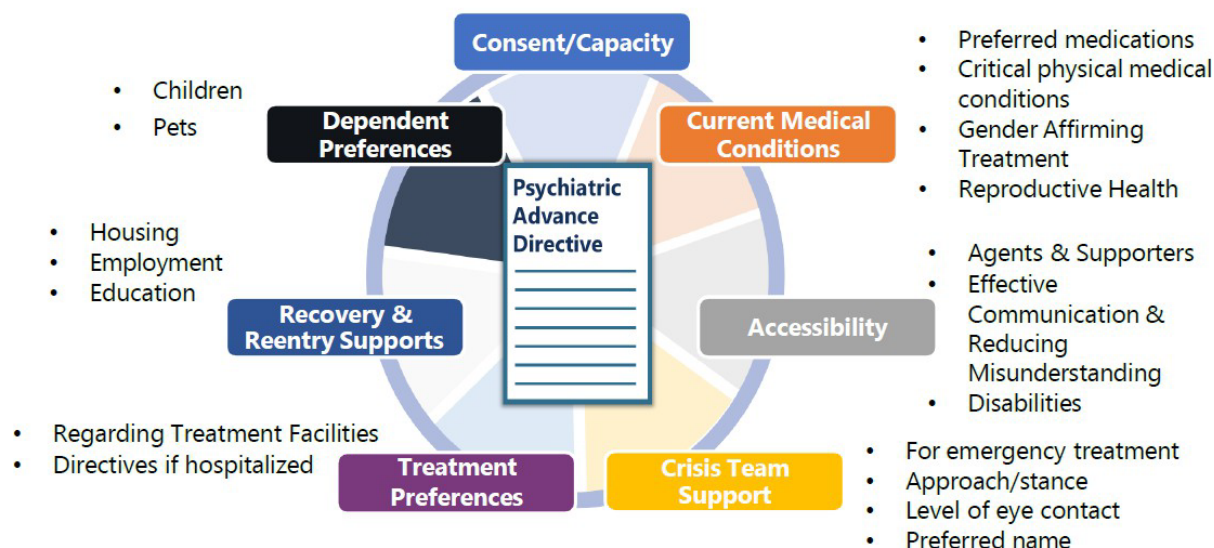 Consent/Capacity
• Preferred medications
• Critical physical medical
conditions
• Gender Affirming
Treatment
• Reproductive Health
Current Medical
Conditions
• Agents & Supporters
• Effective
Communication &
Reducing
Misunderstanding
• Disabilities
Accessibility
• For emergency treatment
• Approach/stance
• Level of eye contact
• Preferred name
Crisis Team
Support
Treatment
Preferences
• Regarding Treatment Facilities
• Directives if hospitalized
Recovery &
Reentry Supports
• Housing
• Employment
• Education
Dependent
Preferences
• Children
• Pets
Psychiatric
Advance
Directive